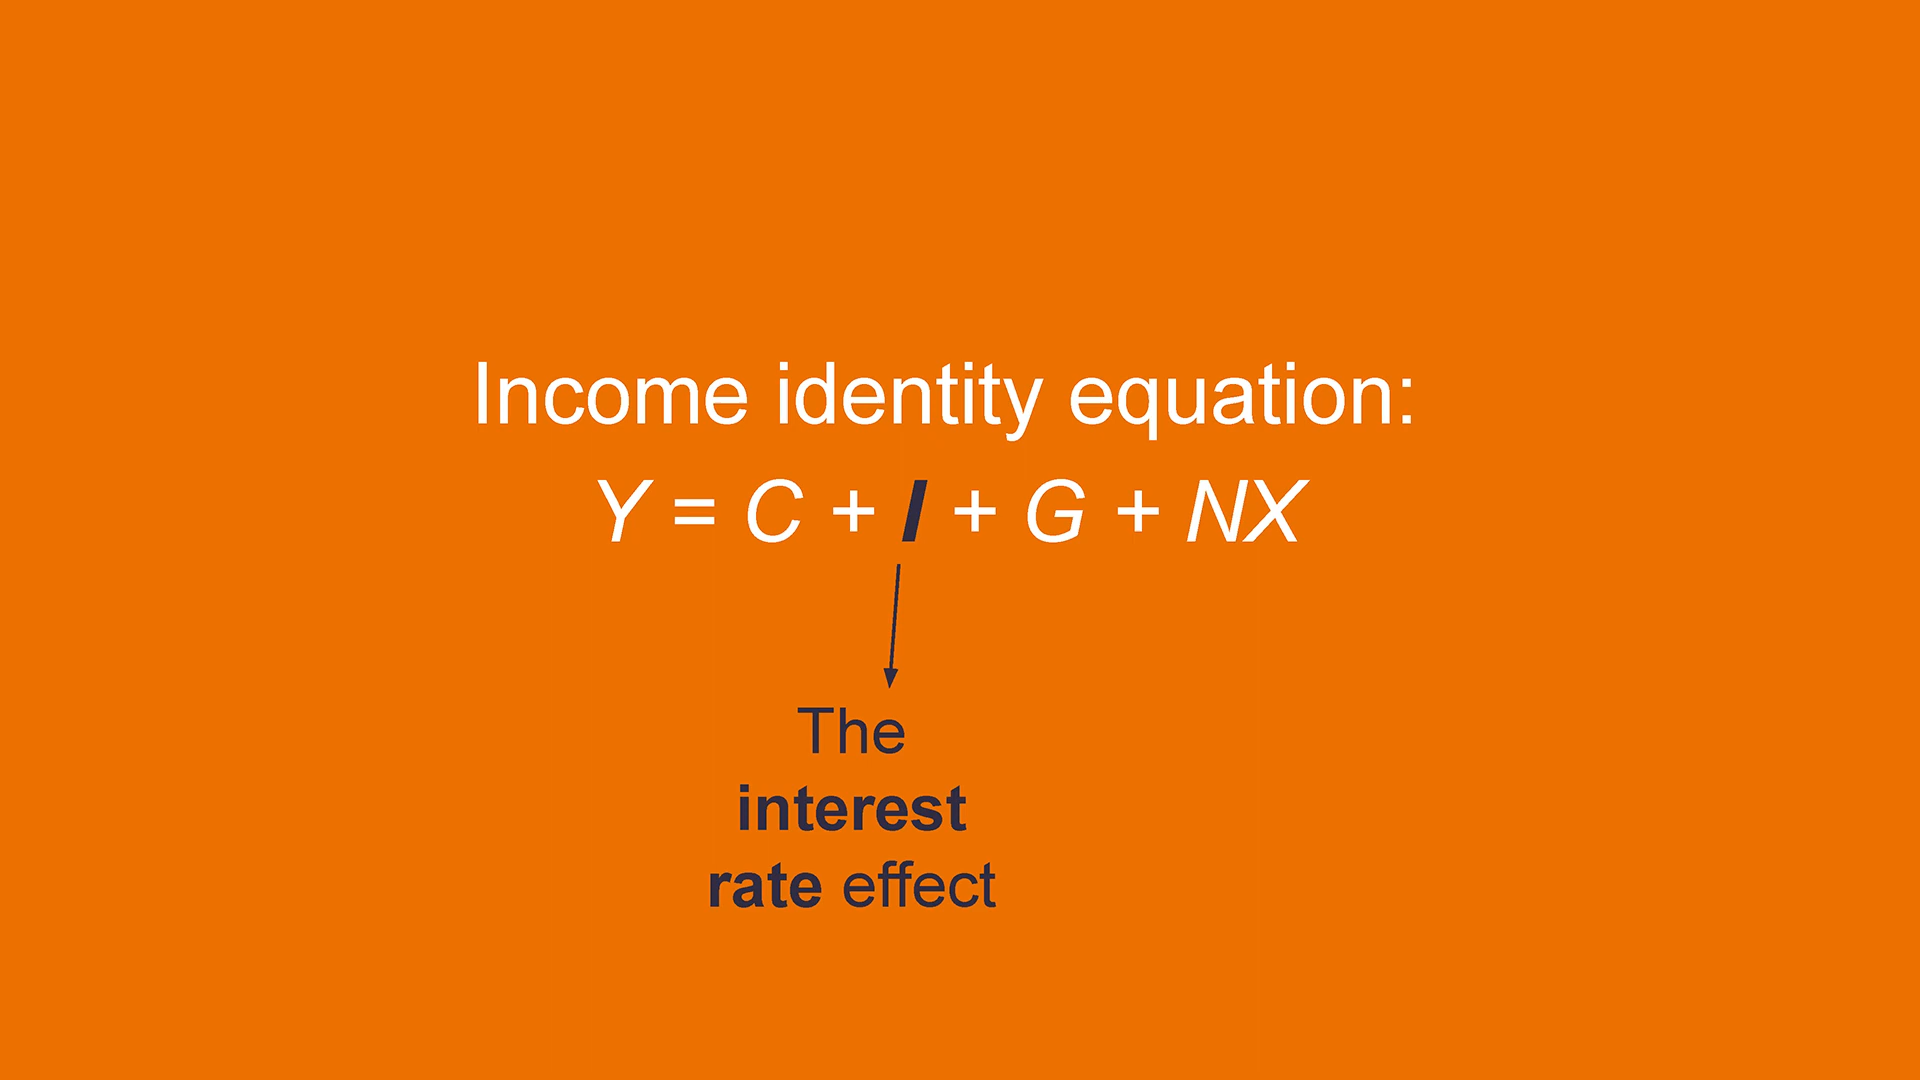 Income identity equation:
Y = C + I + G + NX
The
interest
rate effect